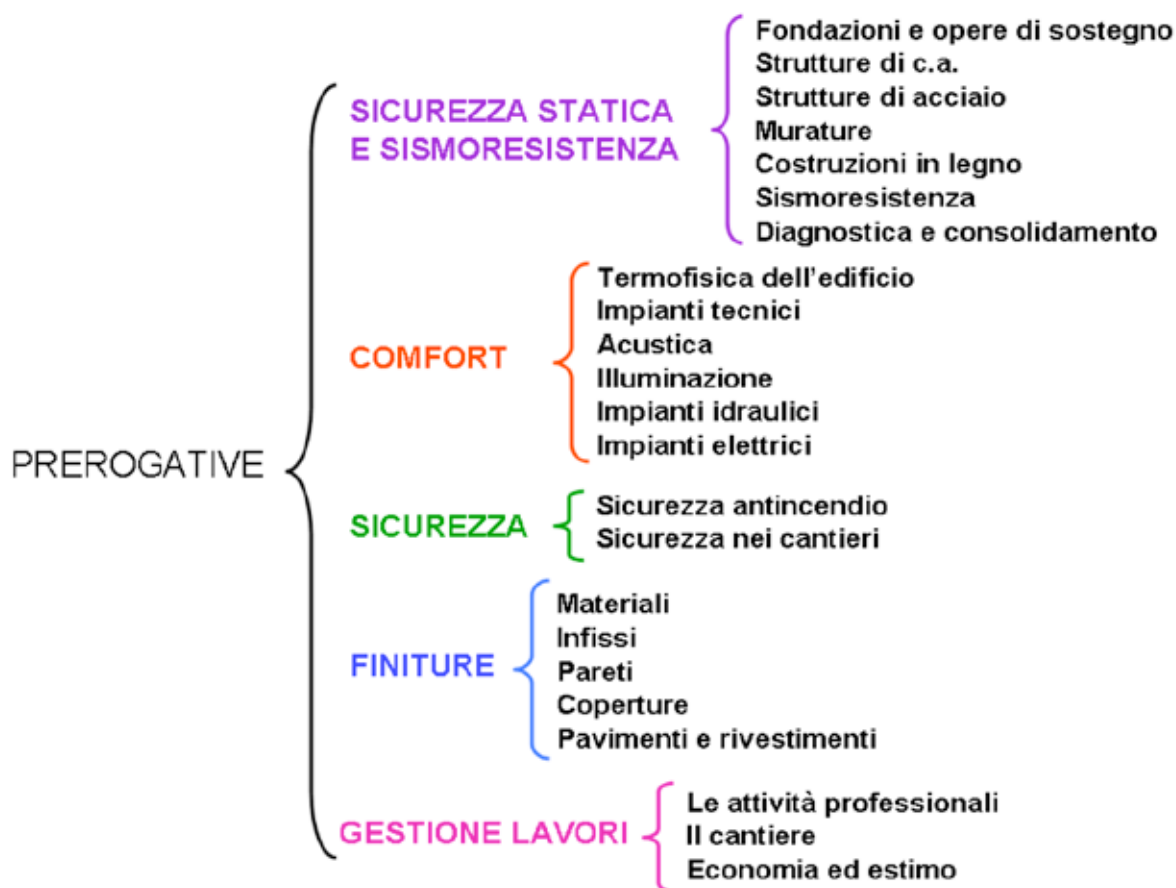 PREROGATIVE
SICUREZZA STATICA
E SISMORESISTENZA
Fondazioni e opere di sostegno
Strutture di c.a.
Strutture di acciaio
Murature
Costruzioni in legno
Sismoresistenza
Diagnostica e consolidamento
COMFORT
Termofisica dell'edificio
Impianti tecnici
Acustica
Illuminazione
Impianti idraulici
Impianti elettrici
SICUREZZA
Sicurezza antincendio
Sicurezza nei cantieri
FINITURE
Materiali
Infissi
Pareti
Coperture
Pavimenti e rivestimenti
GESTIONE LAVORI
Le attività professionali
Il cantiere
Economia ed estimo